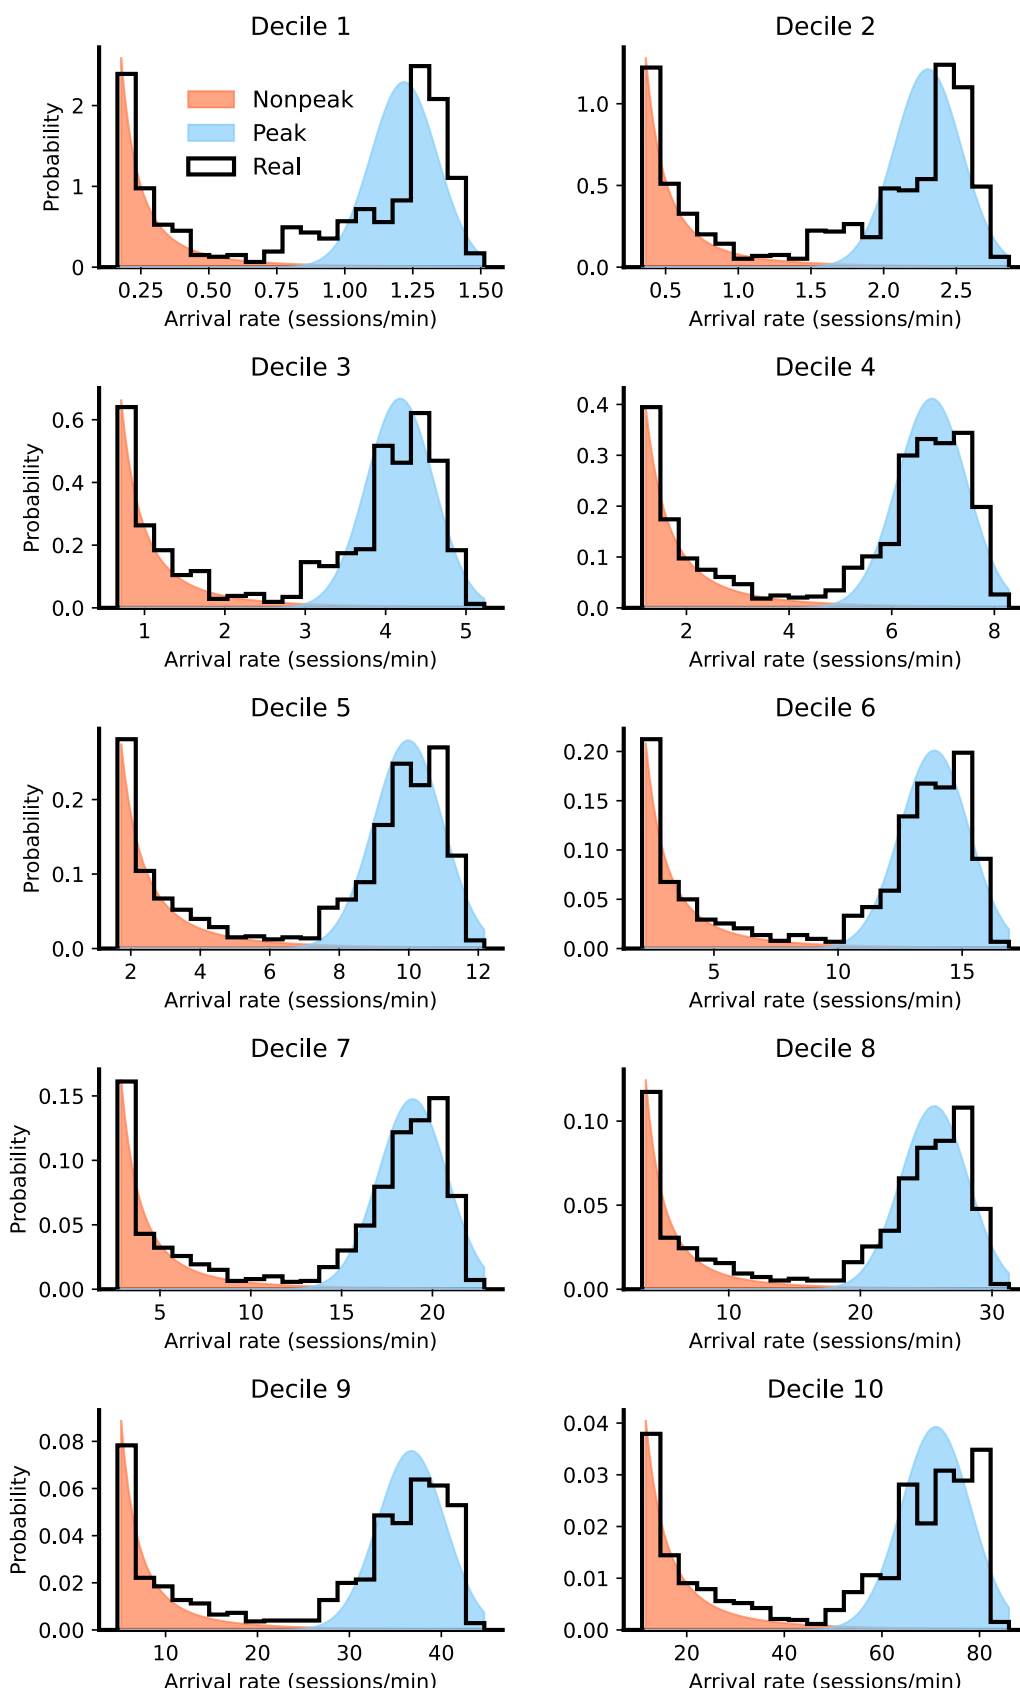 Decile 1
Probability
2
1
0
Nonpeak
Peak
Real
0.25 0.50 0.75 1.00 1.25 1.50
Arrival rate (sessions/min)
Decile 2
1.0
0.5
0.0
0.5 1.0 1.5 2.0 2.5
Arrival rate (sessions/min)
Decile 3
Probability
0.6
0.4
0.2
0.0
1 2 3 4 5
Arrival rate (sessions/min)
Decile 4
0.4
0.3
0.2
0.1
0.0
2 4 6 8
Arrival rate (sessions/min)
Decile 5
Probability
0.2
0.1
0.0
2 4 6 8 10 12
Arrival rate (sessions/min)
Decile 6
0.20
0.15
0.10
0.05
0.00
5 10 15
Arrival rate (sessions/min)
Decile 7
Probability
0.15
0.10
0.05
0.00
5 10 15 20
Arrival rate (sessions/min)
Decile 8
0.10
0.05
0.00
10 20 30
Arrival rate (sessions/min)
Decile 9
Probability
0.08
0.06
0.04
0.02
0.00
10 20 30 40
Arrival rate (sessions/min)
Decile 10
0.04
0.03
0.02
0.01
0.00
20 40 60 80
Arrival rate (sessions/min)